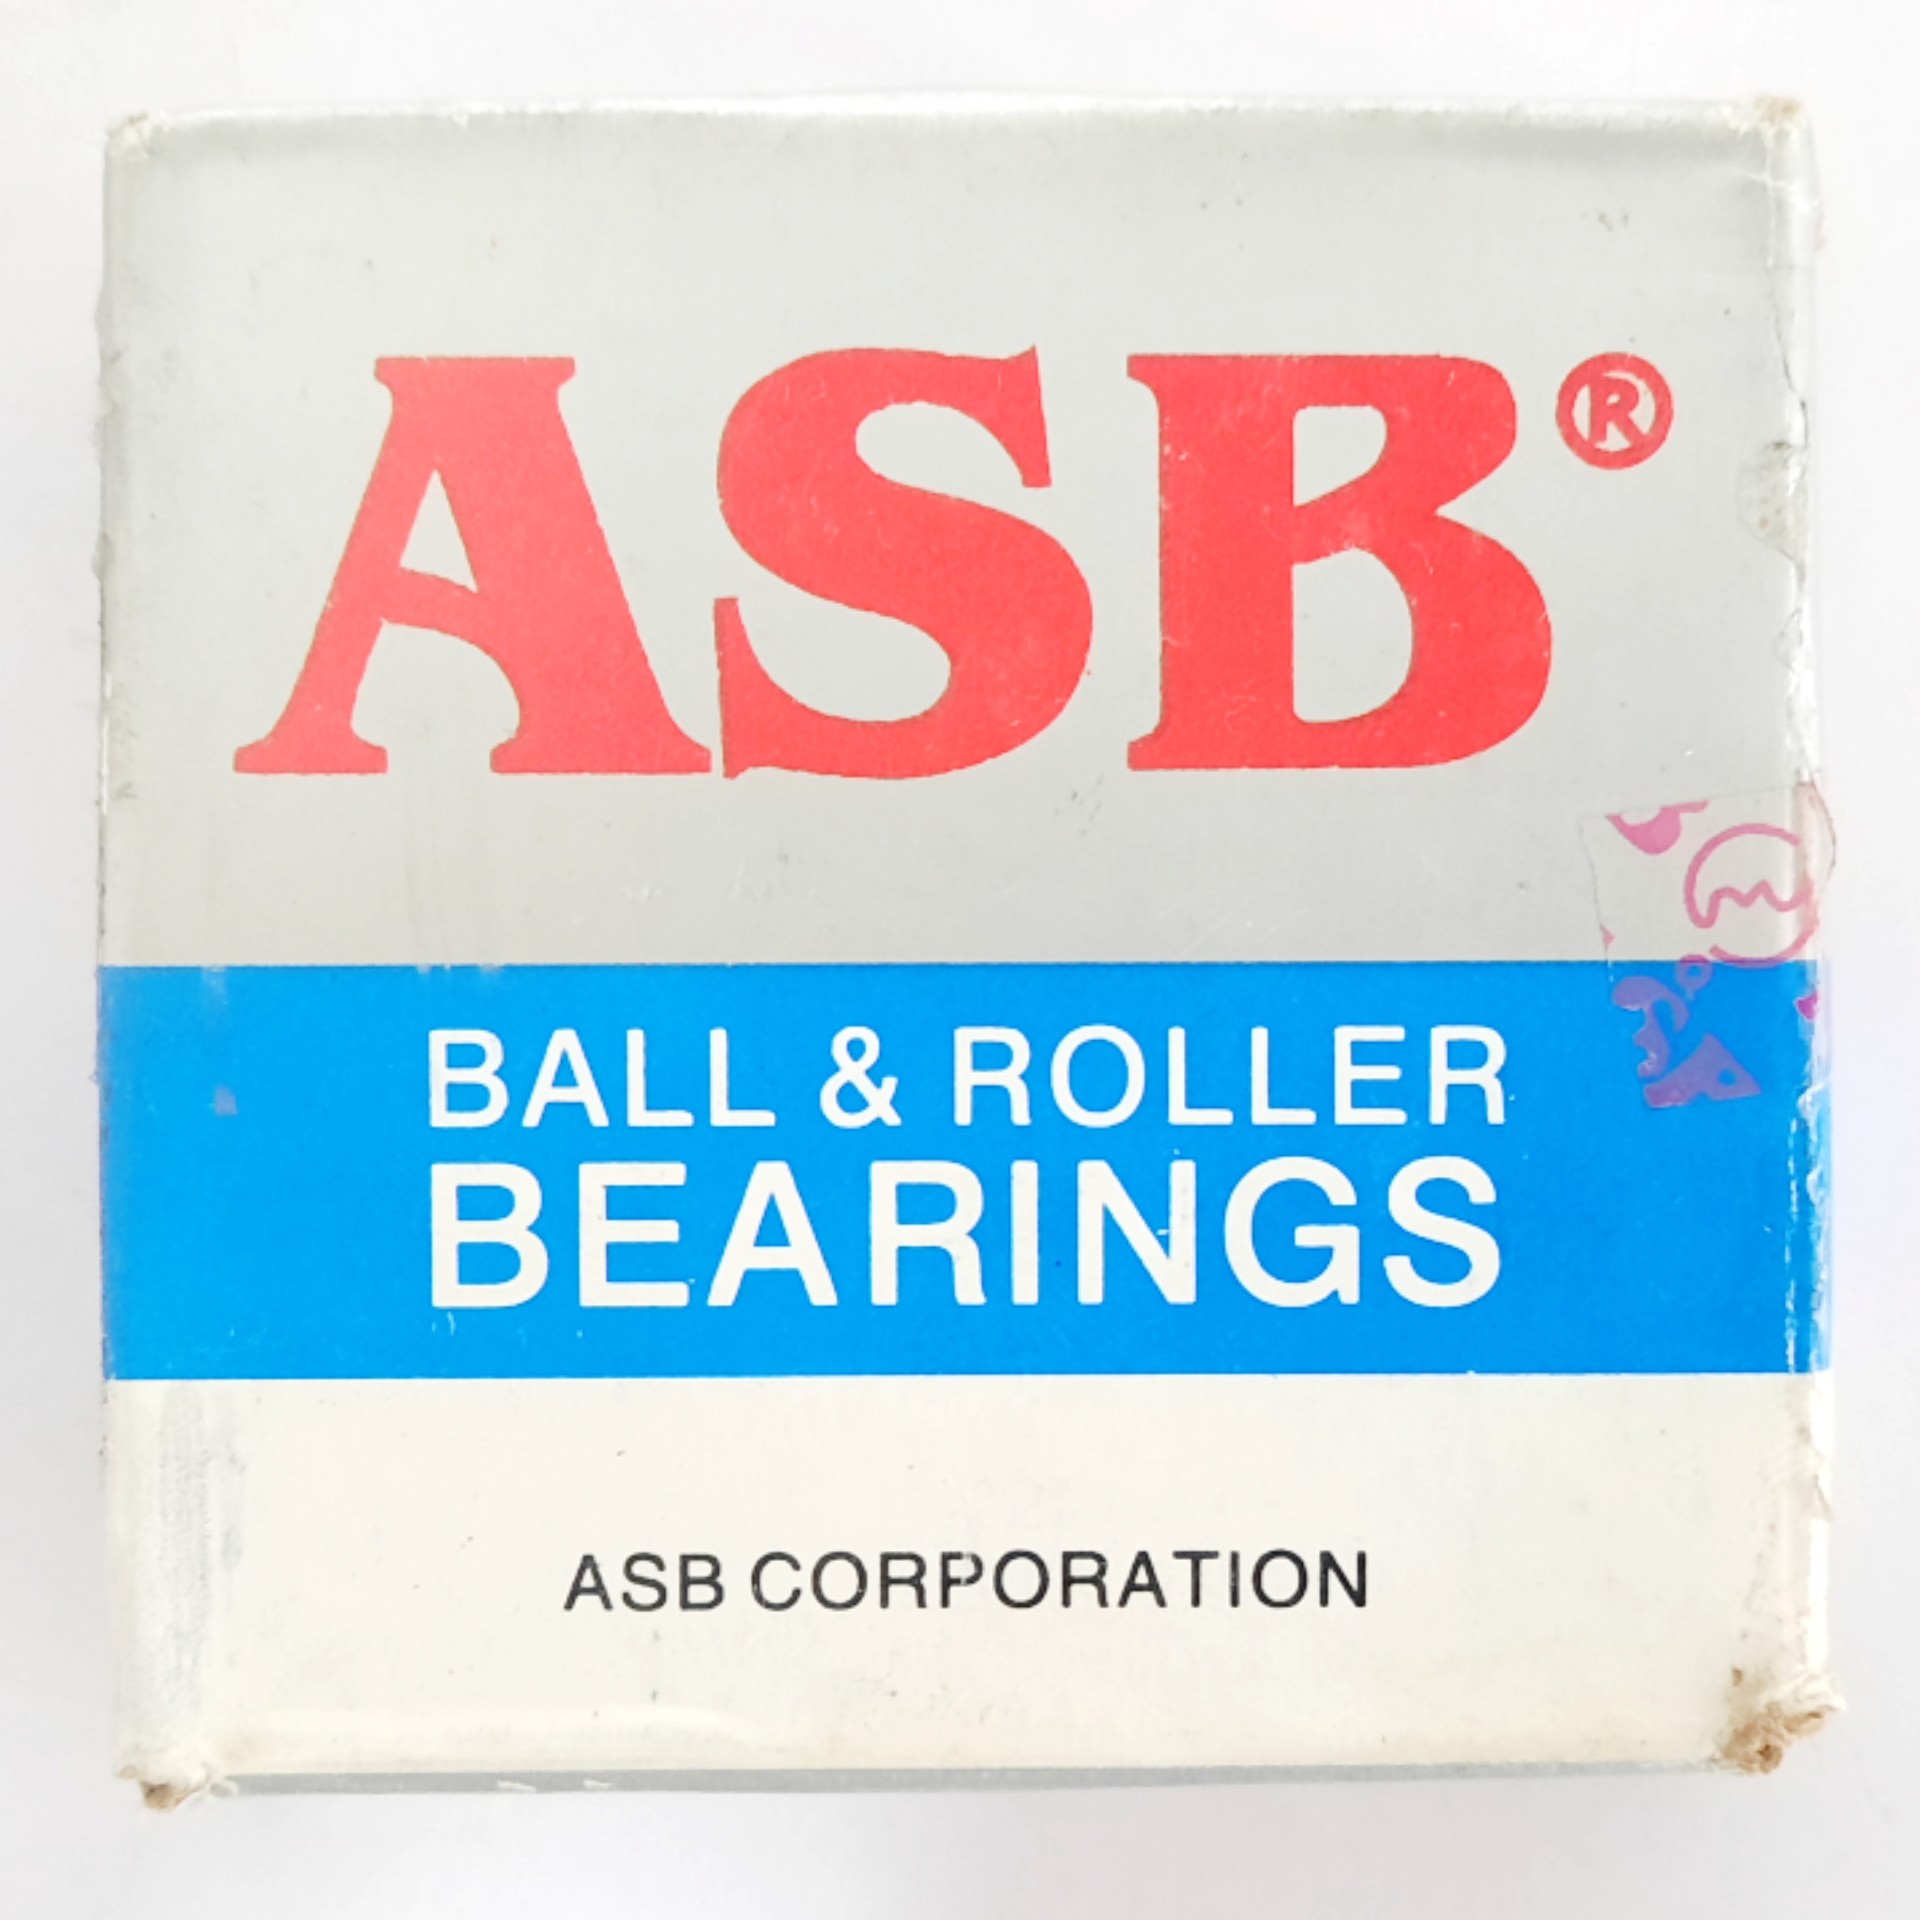 ASB®
BALL & ROLLER
BEARINGS
ASB CORPORATION